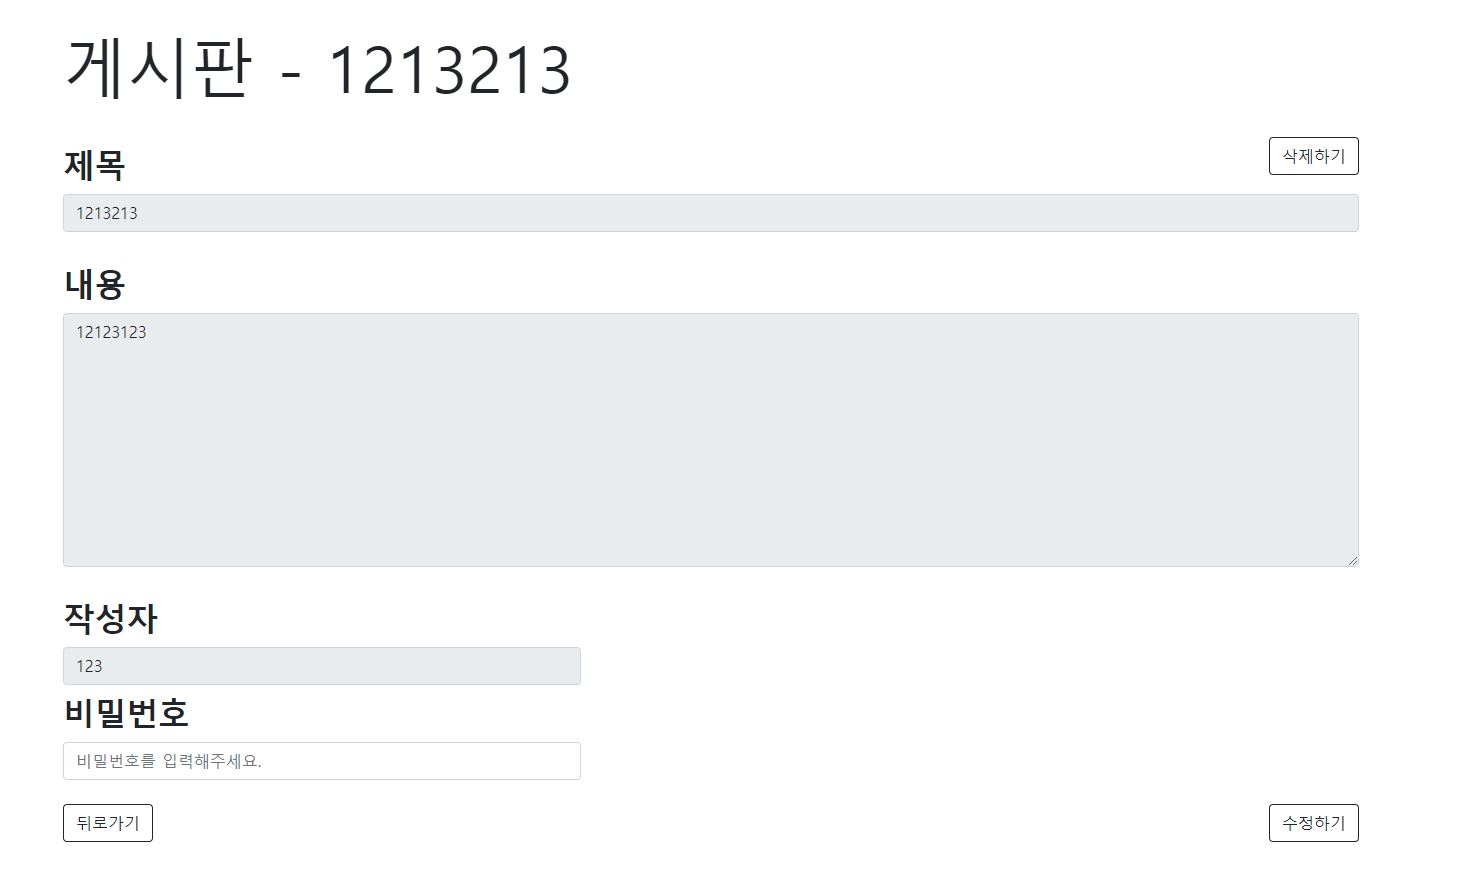 게시판 - 1213213
제목
삭제하기
1213213
내용
12123123
작성자
123
비밀번호
비밀번호를 입력해주세요.
뒤로가기
수정하기